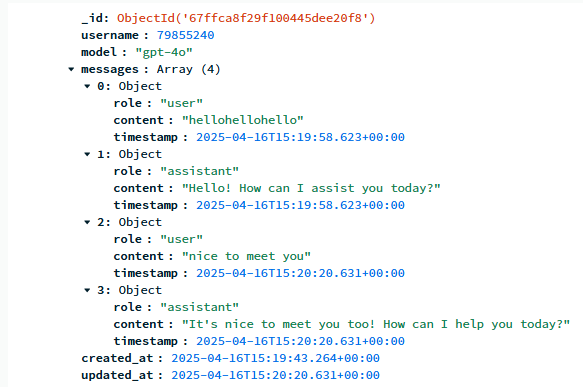 _id: ObjectId('67ffca8f29f100445dee20f8')
username: 79855240
model: "gpt-4o"
messages: Array (4)
0: Object
role: "user"
content: "hellohellohello"
timestamp: 2025-04-16T15:19:58.623+00:00
1: Object
role: "assistant"
content: "Hello! How can I assist you today?"
timestamp: 2025-04-16T15:19:58.623+00:00
2: Object
role: "user"
content: "nice to meet you"
timestamp: 2025-04-16T15:20:20.631+00:00
3: Object
role: "assistant"
content: "It's nice to meet you too! How can I help you today?"
timestamp: 2025-04-16T15:20:20.631+00:00
created_at: 2025-04-16T15:19:43.264+00:00
updated_at: 2025-04-16T15:20:20.631+00:00